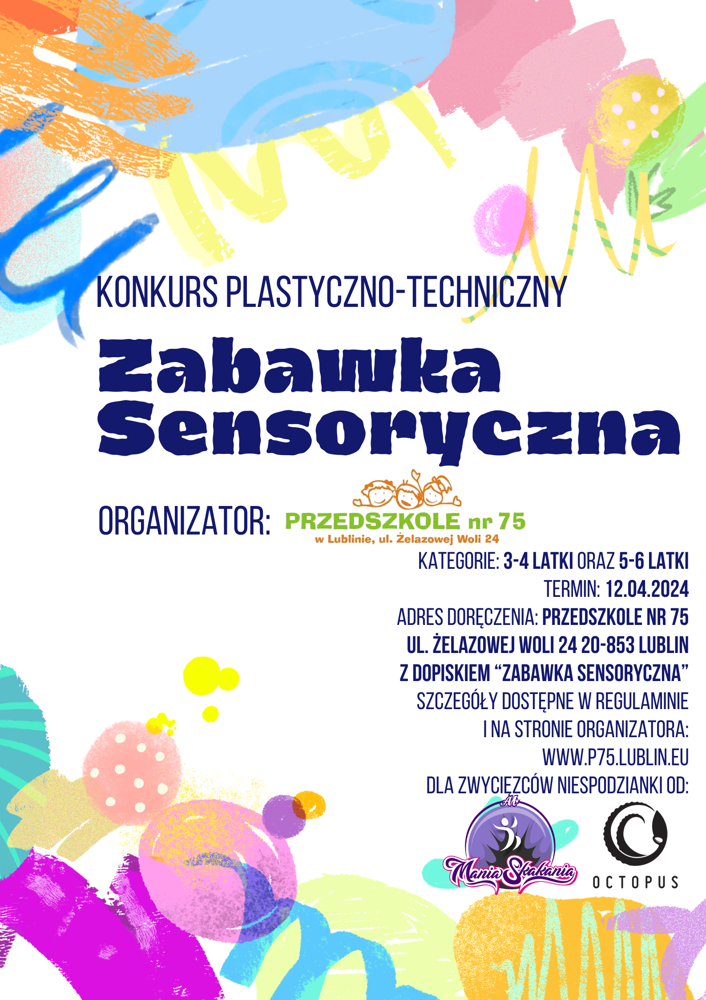 KONKURS PLASTYCZNO-TECHNICZNY
Zabawka
Sensoryczna
ORGANIZATOR:
PRZEDSZKOLE nr 75
w Lublinie, ul. Żelazowej Woli 24
KATEGORIE: 3-4 LATKI ORAZ 5-6 LATKI
TERMIN: 12.04.2024
ADRES DORĘCZENIA: PRZEDSZKOLE NR 75
UL. ŻELAZOWEJ WOLI 24 20-853 LUBLIN
Z DOPISKIEM “ZABAWKA SENSORYCZNA”
SZCZEGÓŁY DOSTĘPNE W REGULAMINIE
I NA STRONIE ORGANIZATORA:
WWW.P75.LUBLIN.EU
DLA ZWYCIĘZCÓW NIESPODZIANKI OD:
Mania Skakania
OCTOPUS